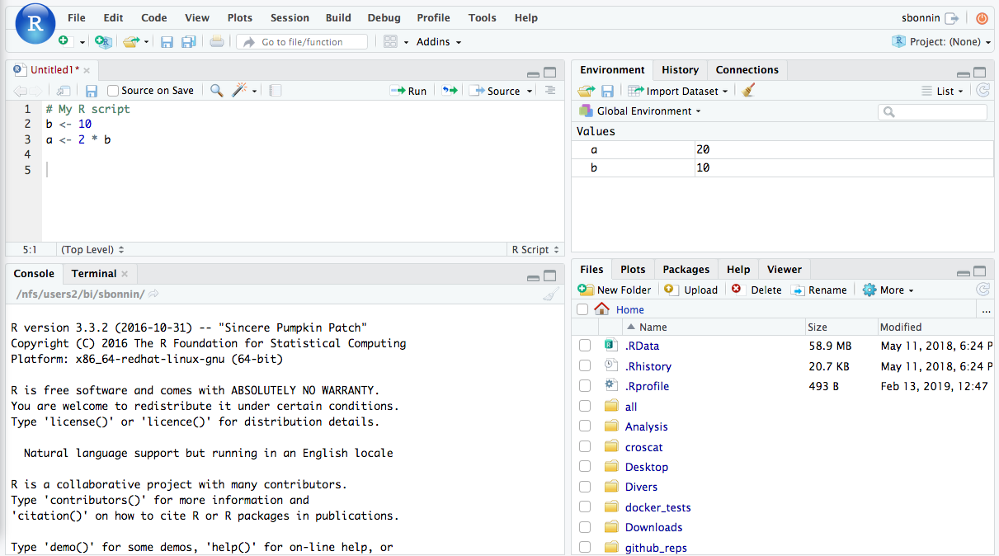 R
File Edit Code View Plots Session Build Debug Profile Tools Help
sbonnin
Go to file/function
Addins
Project: (None)
Untitled1*
Source on Save
Run
Source
1 # My R script
2 b <- 10
3 a <- 2 * b
4
5
5:1 (Top Level) R Script
Console Terminal
/nfs/users2/bi/sbonnin/
R version 3.3.2 (2016-10-31) -- "Sincere Pumpkin Patch"
Copyright (C) 2016 The R Foundation for Statistical Computing
Platform: x86_64-redhat-linux-gnu (64-bit)
R is free software and comes with ABSOLUTELY NO WARRANTY.
You are welcome to redistribute it under certain conditions.
Type 'license()' or 'licence()' for distribution details.
Natural language support but running in an English locale
R is a collaborative project with many contributors.
Type 'contributors()' for more information and
'citation()' on how to cite R or R packages in publications.
Type 'demo()' for some demos, 'help()' for on-line help, or
Environment History Connections
Import Dataset
List
Global Environment
Values
a 20
b 10
Files Plots Packages Help Viewer
New Folder Upload Delete Rename More
Home ...
Name Size Modified
.RData 58.9 MB May 11, 2018, 6:24 P
.Rhistory 20.7 KB May 11, 2018, 6:24 P
.Rprofile 493 B Feb 13, 2019, 12:47
all
Analysis
croscat
Desktop
Divers
docker_tests
Downloads
github_reps